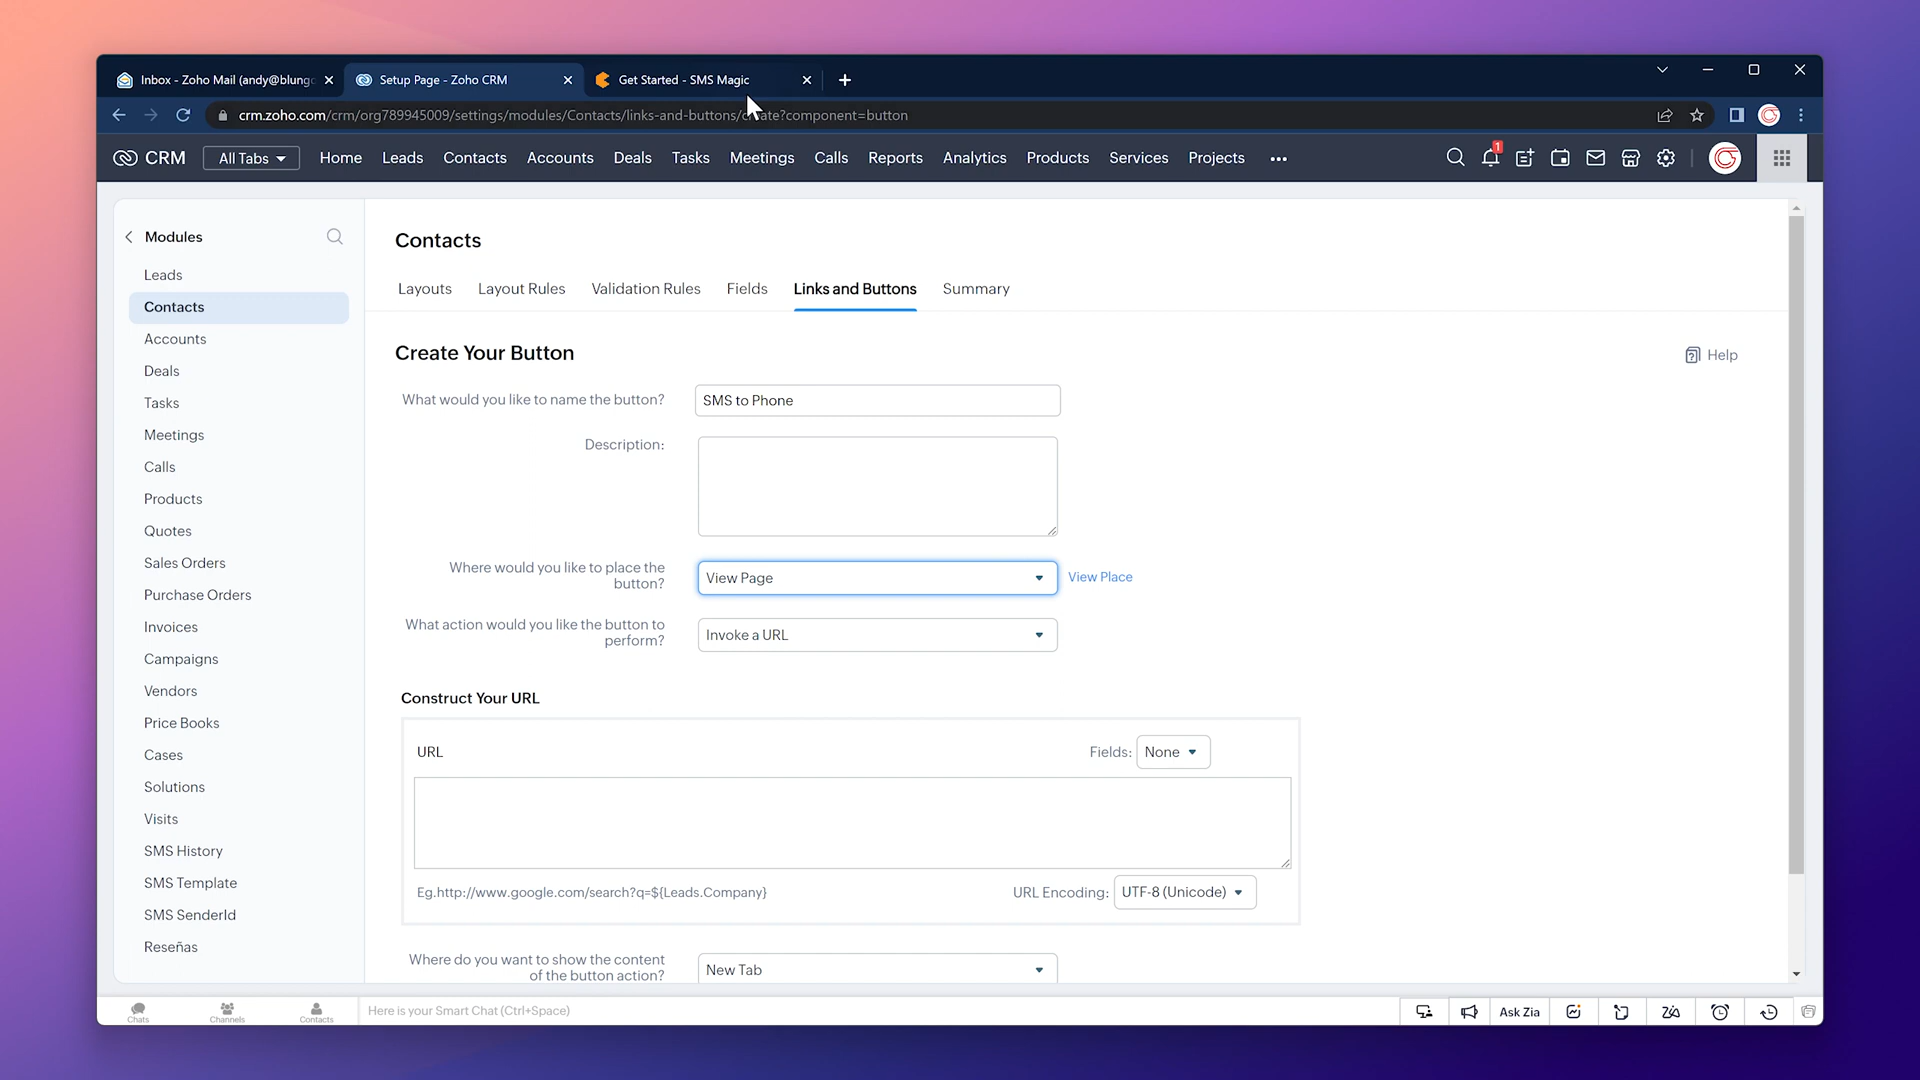 Inbox - Zoho Mail (andy@blungo
Setup Page - Zoho CRM
Get Started - SMS Magic
crm.zoho.com/crm/org789945009/settings/modules/Contacts/links-and-buttons/create?component=button
CRM
All Tabs
Home
Leads
Contacts
Accounts
Deals
Tasks
Meetings
Calls
Reports
Analytics
Products
Services
Projects
1
Modules
Leads
Contacts
Accounts
Deals
Tasks
Meetings
Calls
Products
Quotes
Sales Orders
Purchase Orders
Invoices
Campaigns
Vendors
Price Books
Cases
Solutions
Visits
SMS History
SMS Template
SMS SenderId
Reseñas
Contacts
Layouts
Layout Rules
Validation Rules
Fields
Links and Buttons
Summary
Create Your Button
Help
What would you like to name the button?
SMS to Phone
Description:
Where would you like to place the
button?
View Page
View Place
What action would you like the button to
perform?
Invoke a URL
Construct Your URL
URL
Fields:
None
Eg.http://www.google.com/search?q=${Leads.Company}
URL Encoding:
UTF-8 (Unicode)
Where do you want to show the content
of the button action?
New Tab
Chats
Channels
Contacts
Here is your Smart Chat (Ctrl+Space)
Ask Zia